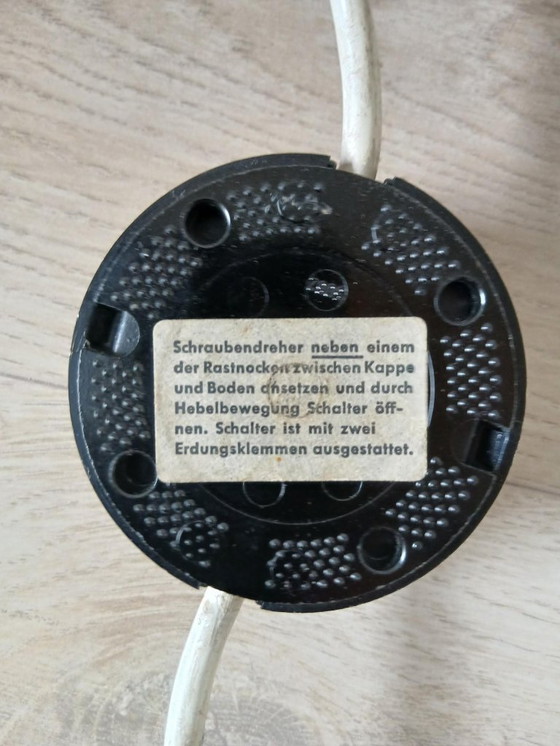 Schraubendreher neben einem
der Rastnocken zwischen Kappe
und Boden ansetzen und durch
Hebelbewegung Schalter öff-
nen. Schalter ist mit zwei
Erdungsklemmen ausgestattet.